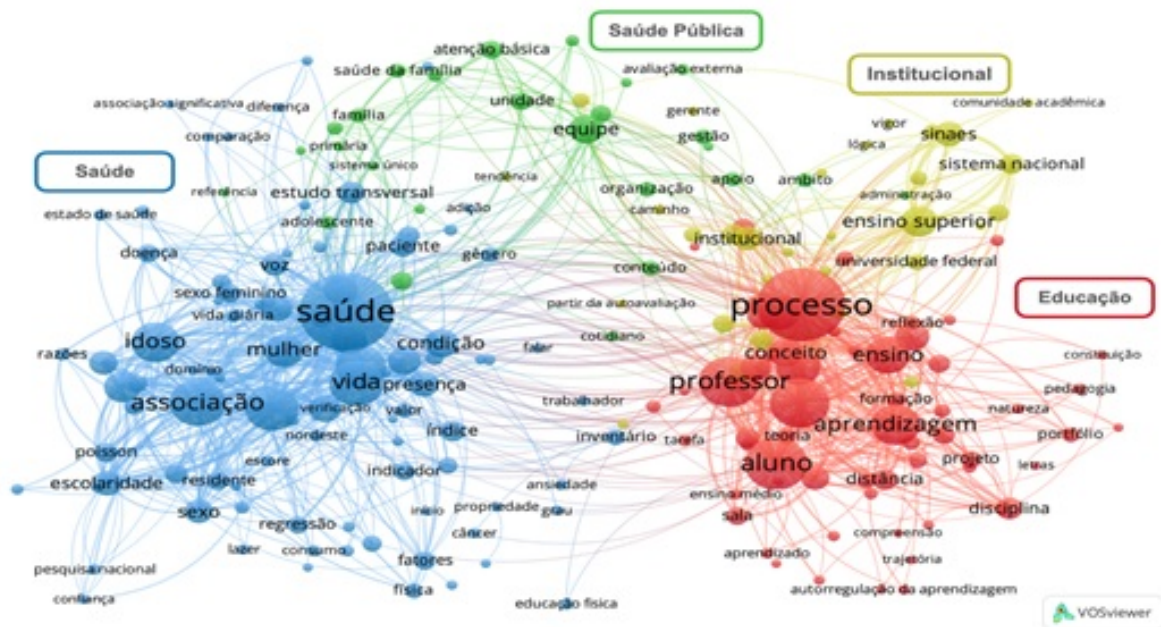 Saúde Pública
atenção básica
saúde da família
avaliação externa
Institucional
associação significativa
diferença
unidade
comunidade acadêmica
família
gerente
equipe
vigor
sinaes
comparação
gestão
primária
lógica
Saúde
sistema único
sistema nacional
tendência
apoio
ambito
referência
estudo transversal
organização
administração
estado de saúde
adição
caminho
adolescente
ensino superior
paciente
institucional
doença
gênero
voz
conteúdo
universidade federal
sexo feminino
Educação
saúde
partir da autoavaliação
processo
vida diária
reflexão
cotidiano
idoso
condição
mulher
falar
razões
conceito
ensino
domínio
vida
presença
professor
pedagogia
trabalhador
formação
associação
verificação
valor
natureza
nordeste
índice
inventário
tarefa
teoria
aprendizagem
portfólio
poisson
escore
projeto
letras
escolaridade
residente
indicador
aluno
distância
ansiedade
ensino médio
sexo
início
propriedade
grau
sala
disciplina
regressão
câncer
compreensão
lazer
consumo
fatores
aprendizado
trajetória
pesquisa nacional
física
autorregulação da aprendizagem
confiança
educação física
VOSviewer